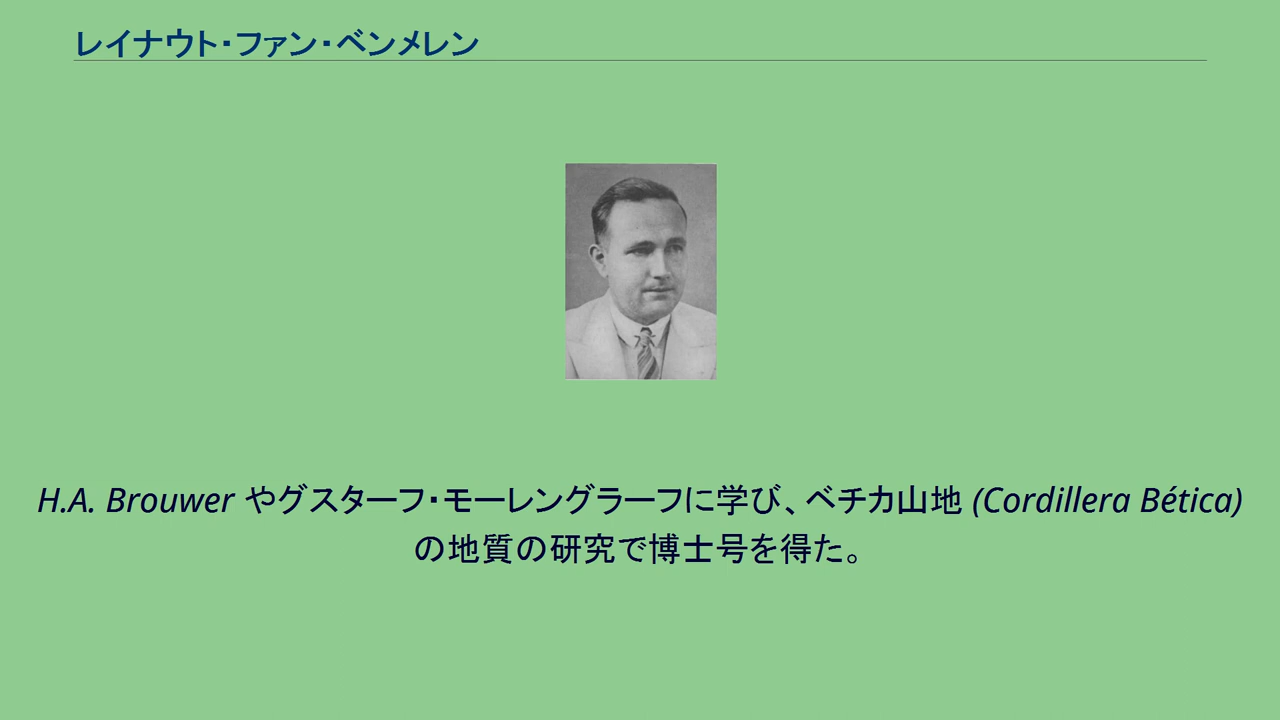 レイナウト・ファン・ベンメレン
H.A. Brouwer やグスターフ・モーレングラーフに学び、ベチカ山地 (Cordillera Bética)
の地質の研究で博士号を得た。